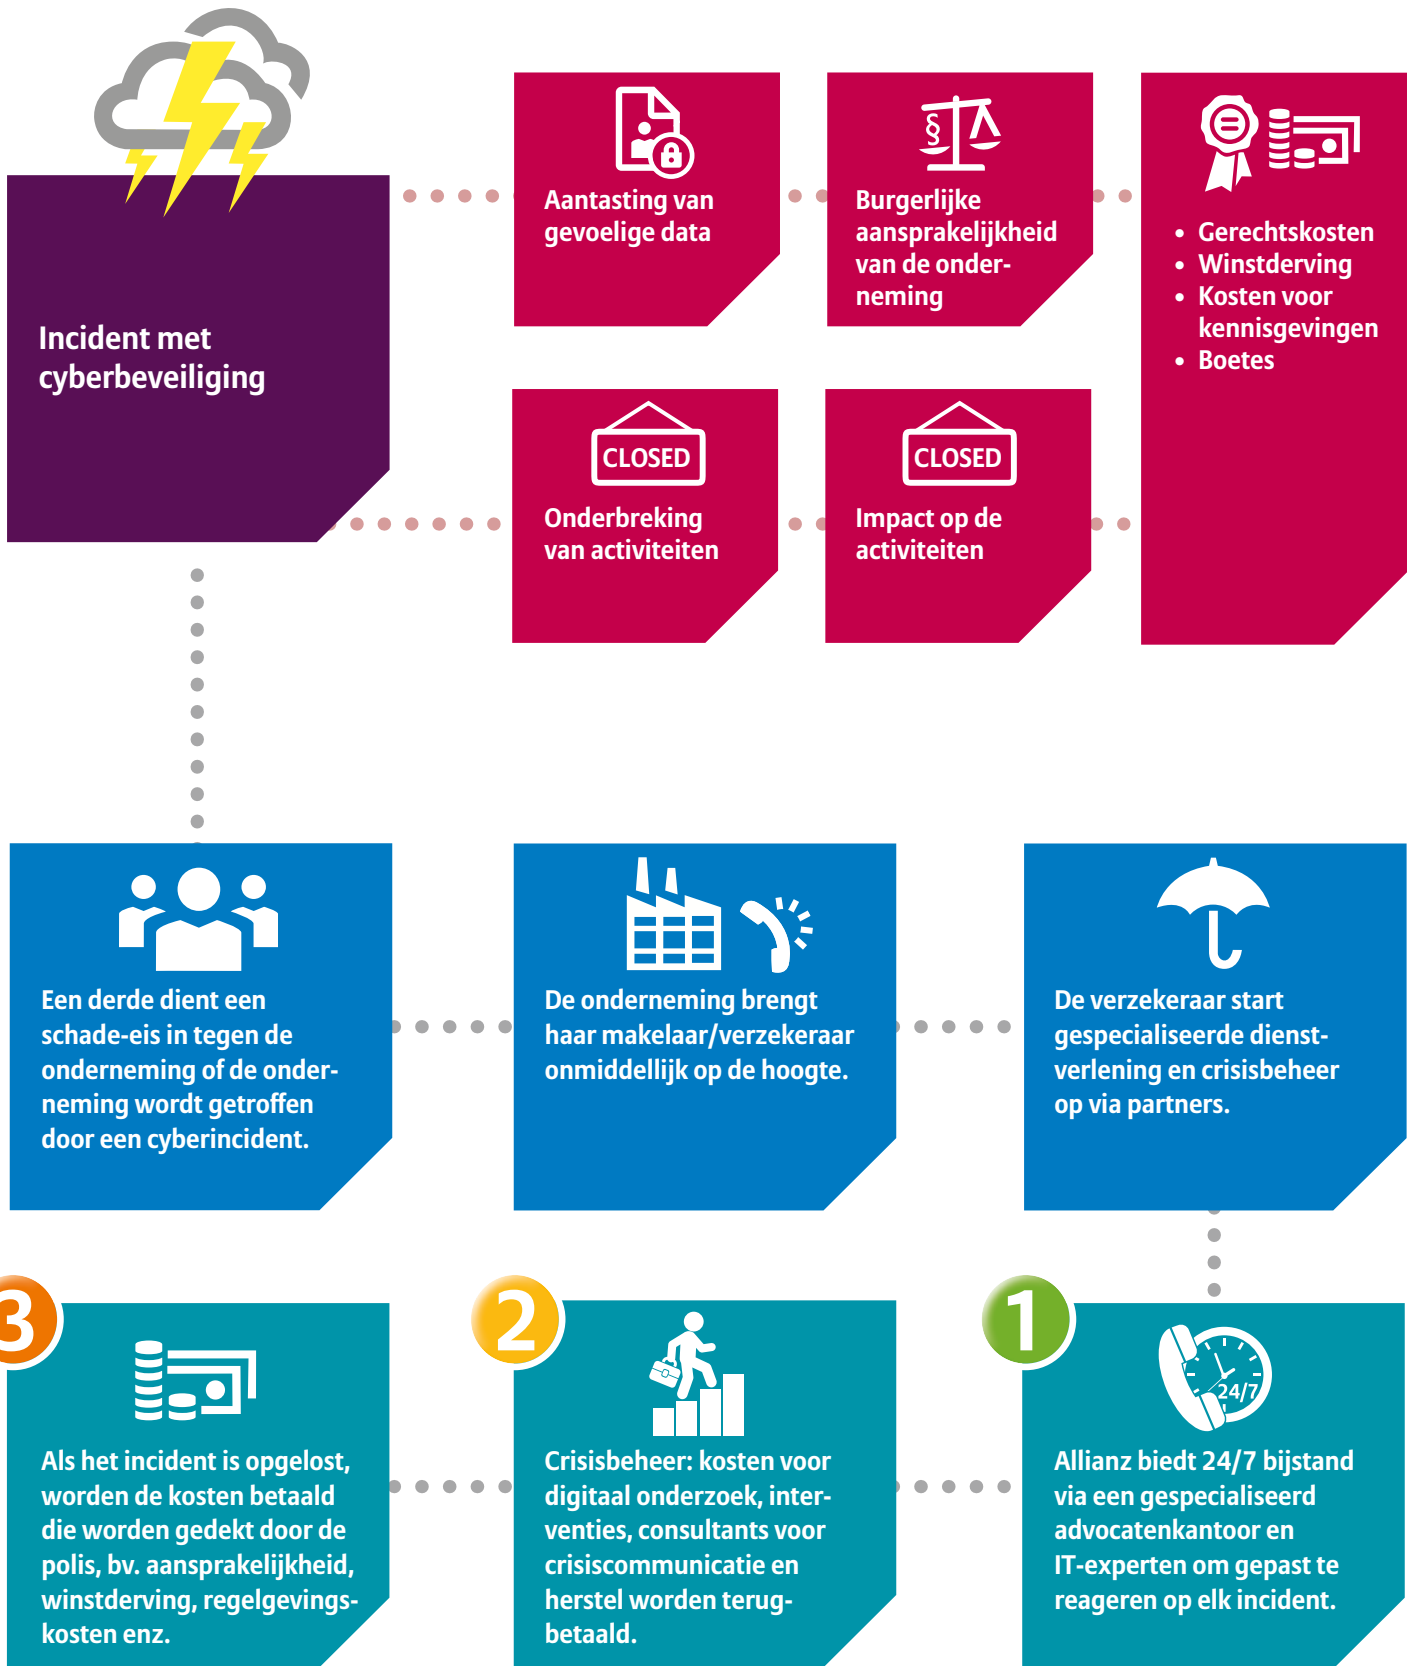 Incident met
cyberbeveiliging
Aantasting van
gevoelige data
§
Burgerlijke
aansprakelijkheid
van de onder-
neming
• Gerechtskosten
• Winstderving
• Kosten voor
kennisgevingen
• Boetes
CLOSED
Onderbreking
van activiteiten
CLOSED
Impact op de
activiteiten
Een derde dient een
schade-eis in tegen de
onderneming of de onder-
neming wordt getroffen
door een cyberincident.
De onderneming brengt
haar makelaar/verzekeraar
onmiddellijk op de hoogte.
De verzekeraar start
gespecialiseerde dienst-
verlening en crisisbeheer
op via partners.
1
24/7
Allianz biedt 24/7 bijstand
via een gespecialiseerd
advocatenkantoor en
IT-experten om gepast te
reageren op elk incident.
2
Crisisbeheer: kosten voor
digitaal onderzoek, inter-
venties, consultants voor
crisiscommunicatie en
herstel worden terug-
betaald.
3
Als het incident is opgelost,
worden de kosten betaald
die worden gedekt door de
polis, bv. aansprakelijkheid,
winstderving, regelgevings-
kosten enz.